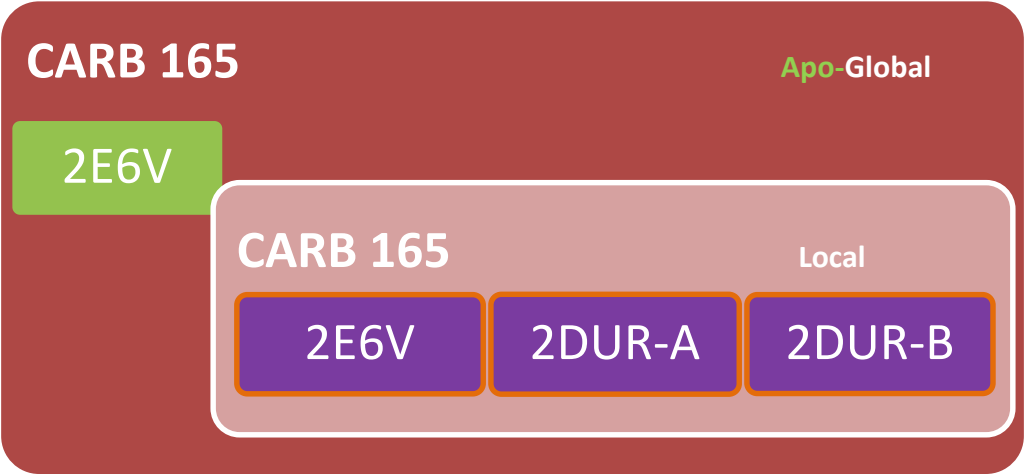 CARB 165
Apo-Global
2E6V
CARB 165
Local
2E6V
2DUR-A
2DUR-B